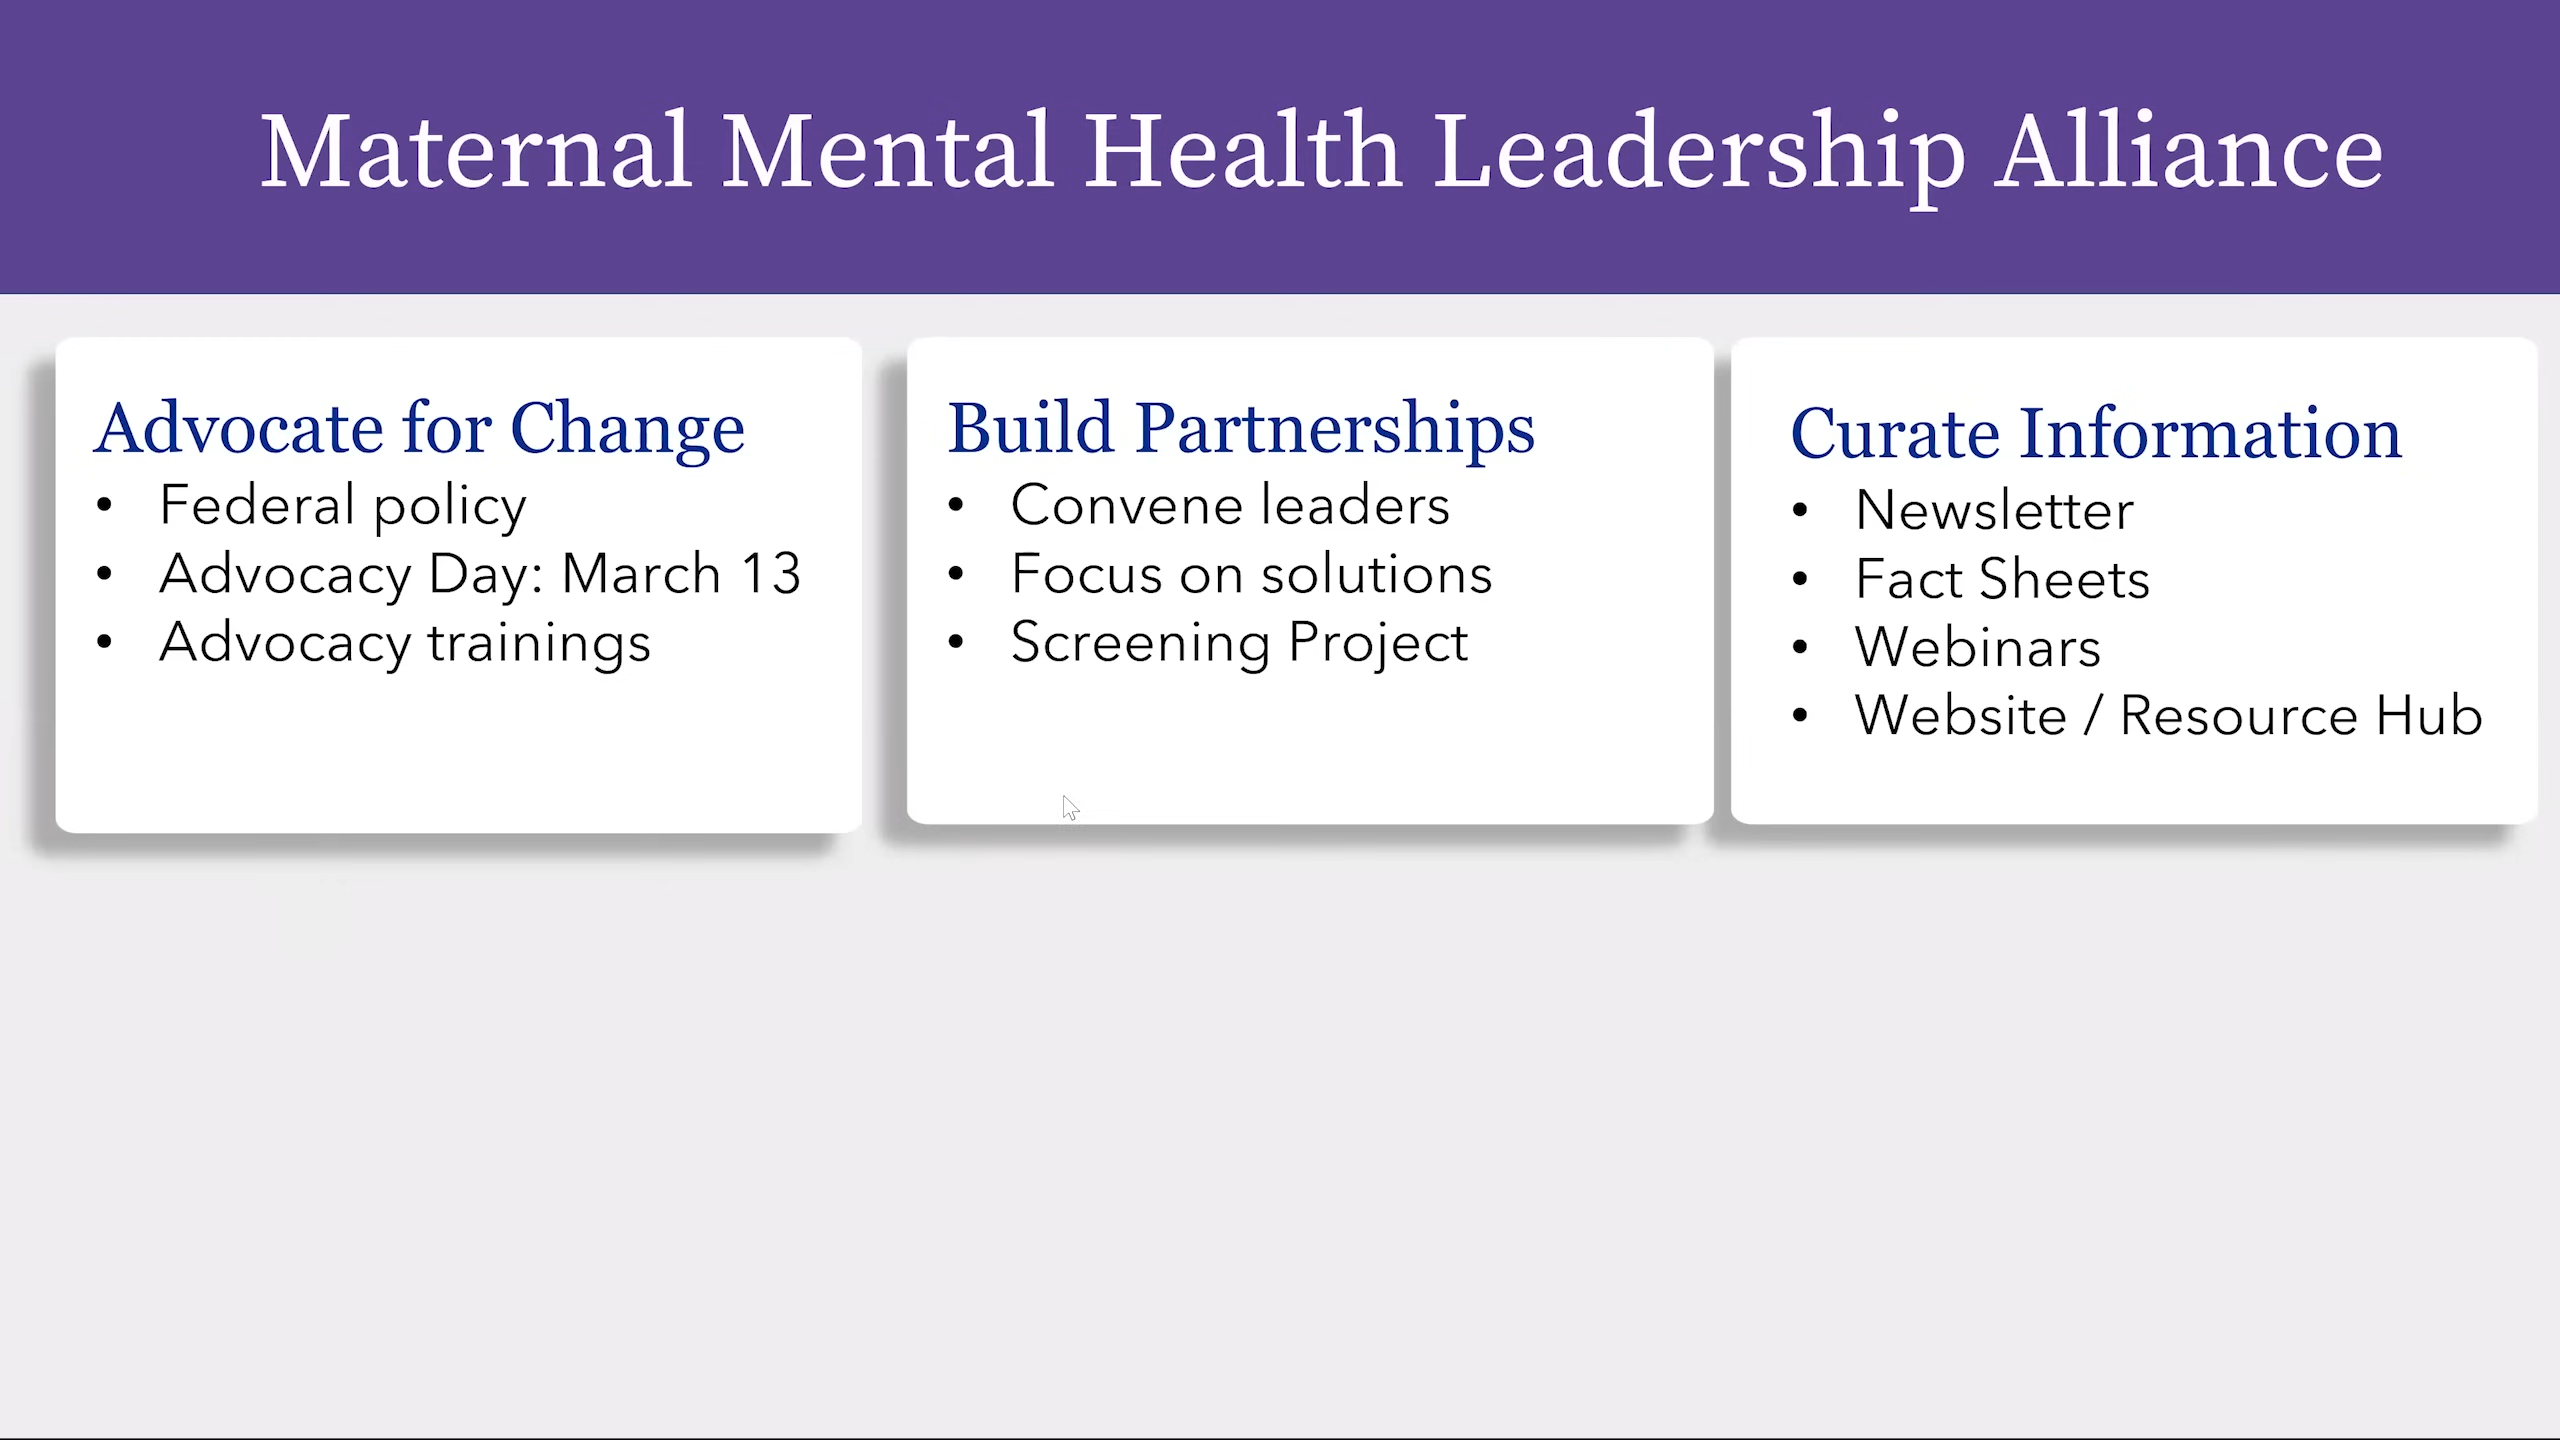 Maternal Mental Health Leadership Alliance
Advocate for Change
• Federal policy
• Advocacy Day: March 13
• Advocacy trainings
Build Partnerships
• Convene leaders
• Focus on solutions
• Screening Project
Curate Information
• Newsletter
• Fact Sheets
• Webinars
• Website / Resource Hub